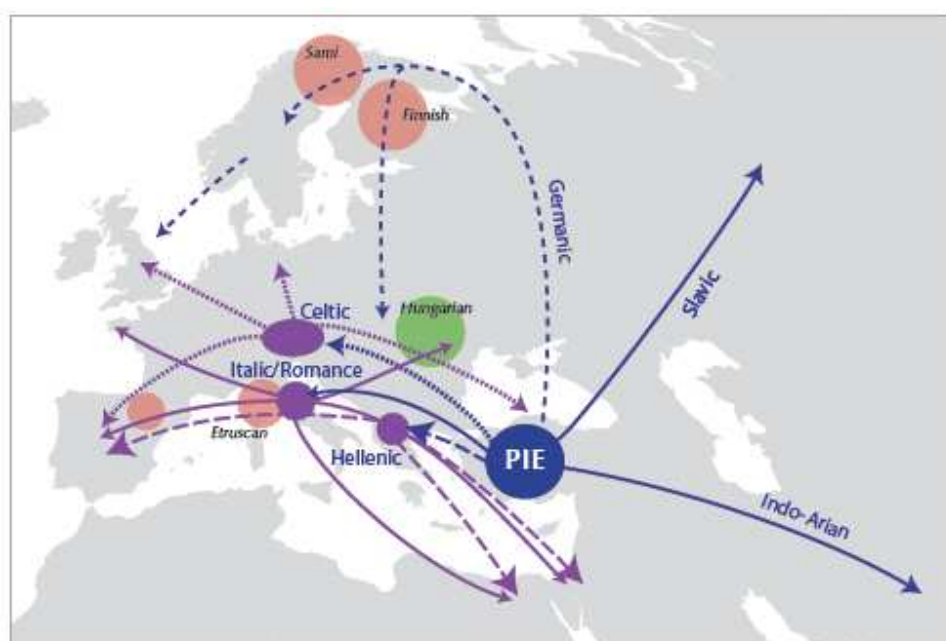 Sami
Finnish
Germanic
Slavic
Hungarian
Celtic
Italic/Romance
Etruscan
Hellenic
PIE
Indo-Arian